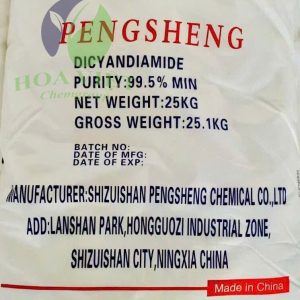 PENGSHENG
DICYANDIAMIDE
PURITY:99.5% MIN
NET WEIGHT:25KG
GROSS WEIGHT:25.1KG
BATCH NO:
DATE OF MFG:
DATE OF EXP:
MANUFACTURER:SHIZUISHAN PENGSHENG CHEMICAL CO.,LTD
ADD:LANSHAN PARK,HONGGUOZI INDUSTRIAL ZONE,
SHIZUISHAN CITY,NINGXIA CHINA
Made in China